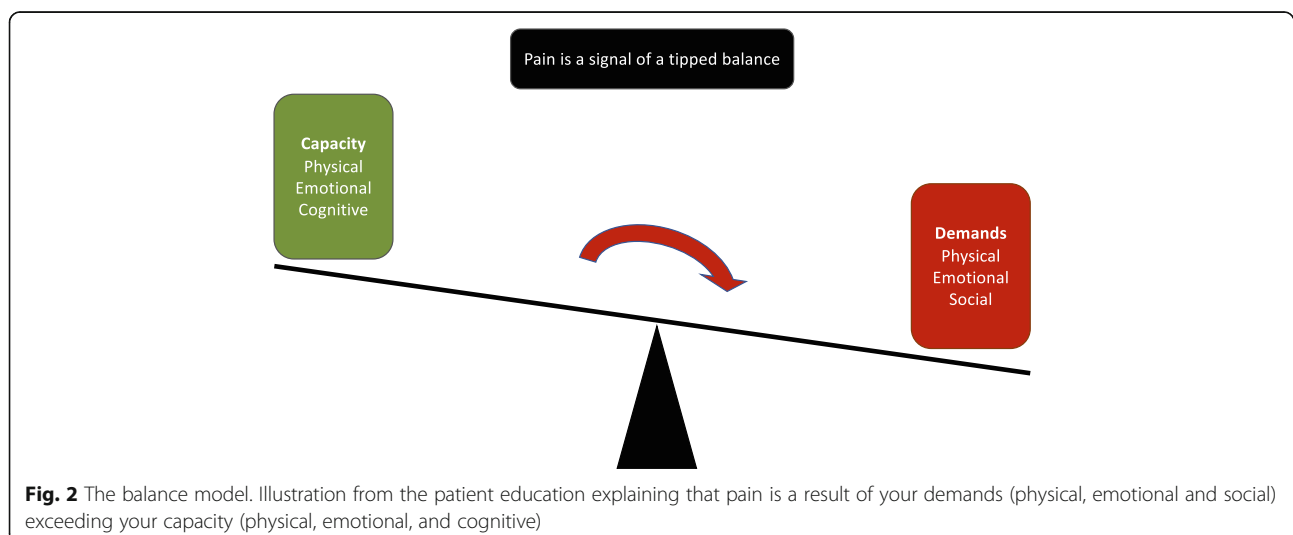 Pain is a signal of a tipped balance
Capacity
Physical
Emotional
Cognitive
Demands
Physical
Emotional
Social
Fig. 2 The balance model. Illustration from the patient education explaining that pain is a result of your demands (physical, emotional and social)
exceeding your capacity (physical, emotional, and cognitive)